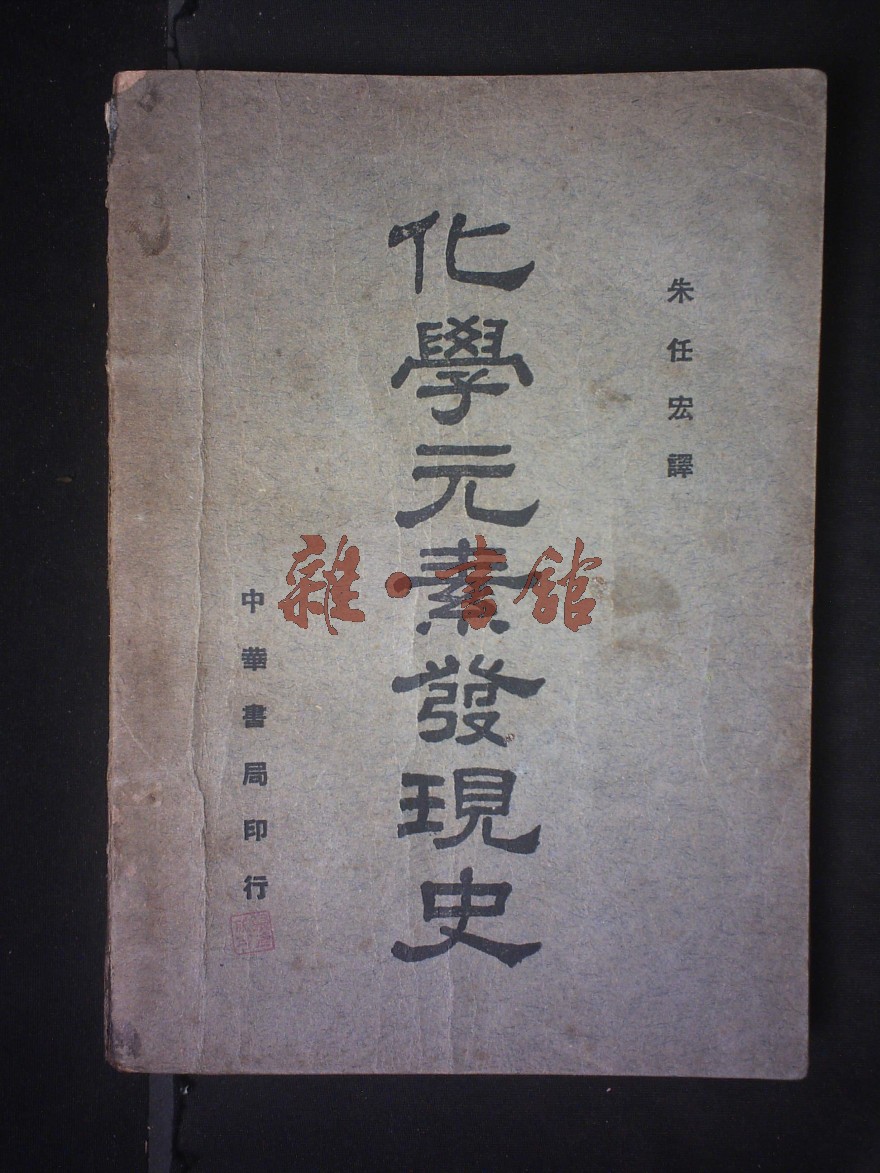 朱任宏譯
化學元素發現史
中華書局印行
雜·書館